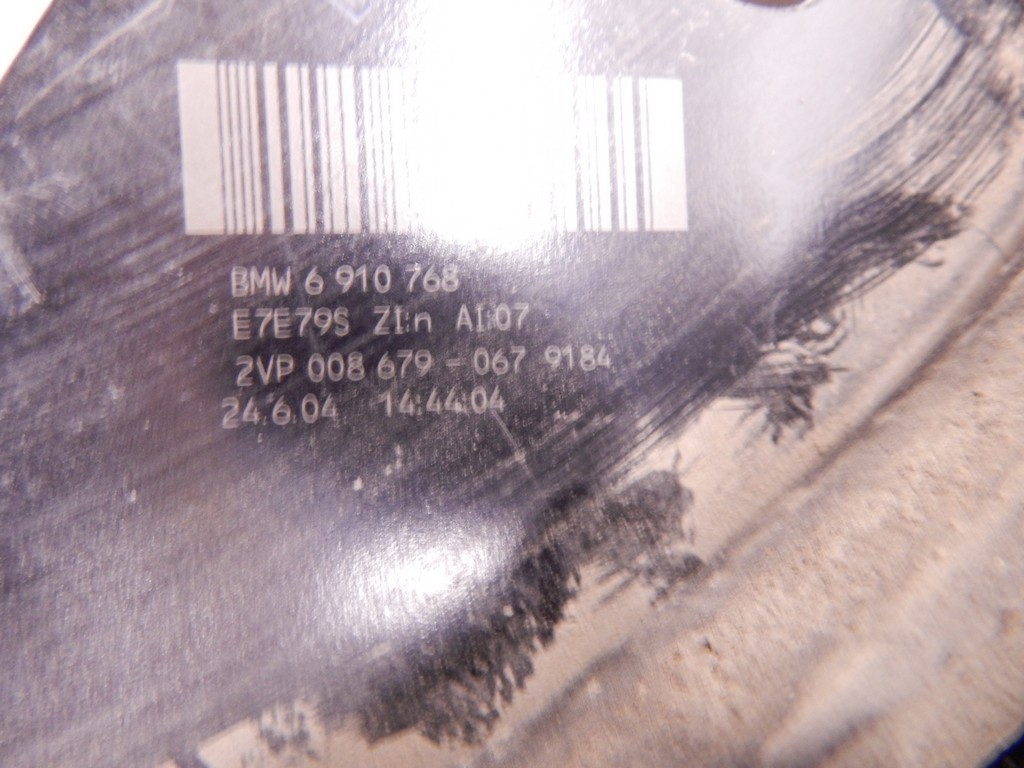 BMW 6 910 768
E7E79S ZI:n AI:07
2VP 008 679 - 067 9184
24.6.04 14:44:04